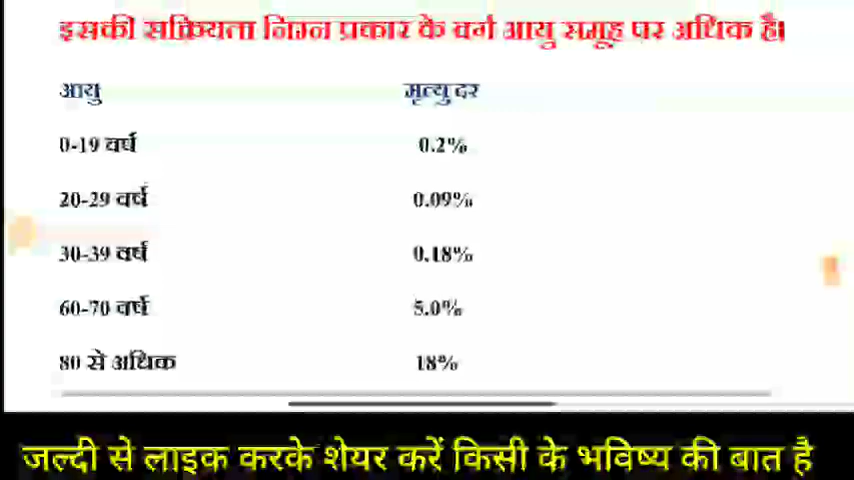 इसकी सक्रियता निम्न प्रकार के वर्ग आयु समूह पर अधिक है।
आयु मृत्यु दर
0-19 वर्ष 0.2%
20-29 वर्ष 0.09%
30-39 वर्ष 0.18%
60-70 वर्ष 5.0%
80 से अधिक 18%
जल्दी से लाइक करके शेयर करें किसी के भविष्य की बात है